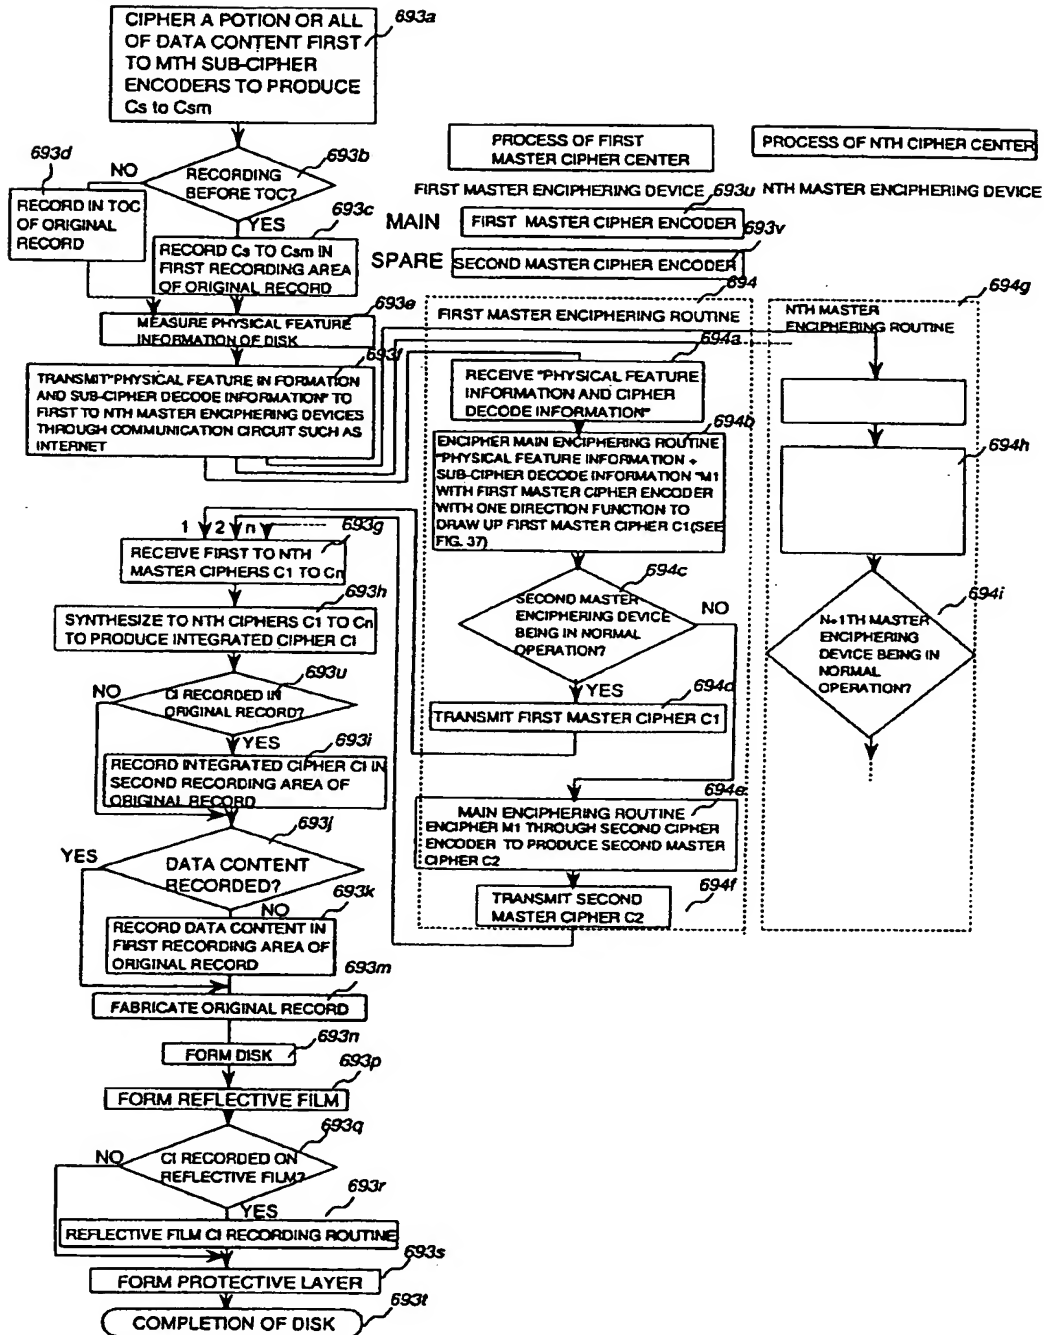 CIPHER A POTION OR ALL
OF DATA CONTENT FIRST
TO MTH SUB-CIPHER
ENCODERS TO PRODUCE
Cs to Csm
693a
693b
RECORDING
BEFORE TOC?
NO
YES
693d
RECORD IN TOC
OF ORIGINAL
RECORD
693c
RECORD Cs TO Csm IN
FIRST RECORDING AREA
OF ORIGINAL RECORD
693e
MEASURE PHYSICAL FEATURE
INFORMATION OF DISK
693f
TRANSMIT "PHYSICAL FEATURE IN FORMATION
AND SUB-CIPHER DECODE INFORMATION" TO
FIRST TO NTH MASTER ENCIPHERING DEVICES
THROUGH COMMUNICATION CIRCUIT SUCH AS
INTERNET
1 2 n
693g
RECEIVE FIRST TO NTH
MASTER CIPHERS C1 TO Cn
693h
SYNTHESIZE TO NTH CIPHERS C1 TO Cn
TO PRODUCE INTEGRATED CIPHER CI
693u
CI RECORDED IN
ORIGINAL RECORD?
NO
YES
693i
RECORD INTEGRATED CIPHER CI IN
SECOND RECORDING AREA OF
ORIGINAL RECORD
693j
DATA CONTENT
RECORDED?
YES
NO
693k
RECORD DATA CONTENT IN
FIRST RECORDING AREA OF
ORIGINAL RECORD
693m
FABRICATE ORIGINAL RECORD
693n
FORM DISK
693p
FORM REFLECTIVE FILM
693q
CI RECORDED ON
REFLECTIVE FILM?
NO
YES
693r
REFLECTIVE FILM CI RECORDING ROUTINE
693s
FORM PROTECTIVE LAYER
693t
COMPLETION OF DISK
PROCESS OF FIRST
MASTER CIPHER CENTER
FIRST MASTER ENCIPHERING DEVICE
693u
MAIN
FIRST MASTER CIPHER ENCODER
693v
SPARE
SECOND MASTER CIPHER ENCODER
694
FIRST MASTER ENCIPHERING ROUTINE
694a
RECEIVE "PHYSICAL FEATURE
INFORMATION AND CIPHER
DECODE INFORMATION"
694b
ENCIPHER MAIN ENCIPHERING ROUTINE
"PHYSICAL FEATURE INFORMATION +
SUB-CIPHER DECODE INFORMATION "M1
WITH FIRST MASTER CIPHER ENCODER
WITH ONE DIRECTION FUNCTION TO
DRAW UP FIRST MASTER CIPHER C1(SEE
FIG. 37)
694c
SECOND MASTER
ENCIPHERING DEVICE
BEING IN NORMAL
OPERATION?
NO
YES
694d
TRANSMIT FIRST MASTER CIPHER C1
694e
MAIN ENCIPHERING ROUTINE
ENCIPHER M1 THROUGH SECOND CIPHER
ENCODER TO PRODUCE SECOND MASTER
CIPHER C2
694f
TRANSMIT SECOND
MASTER CIPHER C2
PROCESS OF NTH CIPHER CENTER
NTH MASTER ENCIPHERING DEVICE
694g
NTH MASTER
ENCIPHERING ROUTINE
694h
694i
N+1TH MASTER
ENCIPHERING
DEVICE BEING IN
NORMAL
OPERATION?